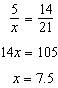 5/x = 14/21
14x = 105
x = 7.5